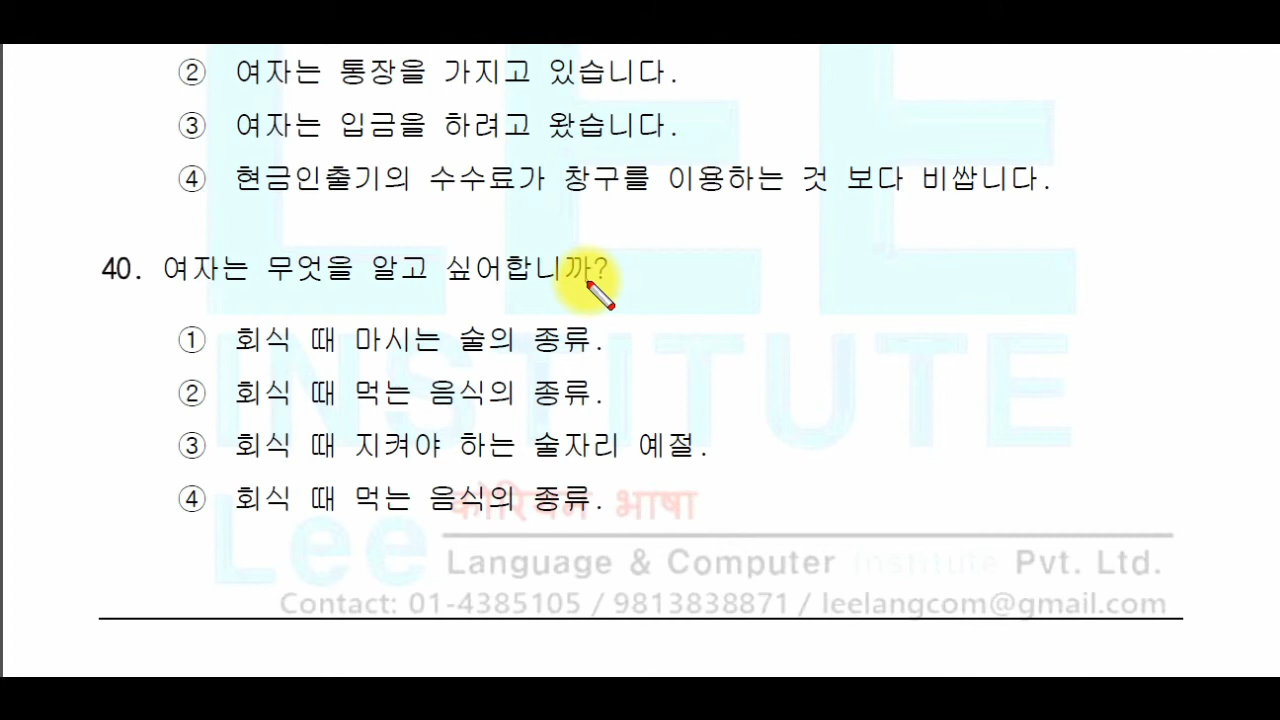 ② 여자는 통장을 가지고 있습니다.
③ 여자는 입금을 하려고 왔습니다.
④ 현금인출기의 수수료가 창구를 이용하는 것 보다 비쌉니다.
40. 여자는 무엇을 알고 싶어합니까?
① 회식 때 마시는 술의 종류.
② 회식 때 먹는 음식의 종류.
③ 회식 때 지켜야 하는 술자리 예절.
④ 회식 때 먹는 음식의 종류.
LEE
INSTITUTE
Lee कोरियन भाषा
Language & Computer Institute Pvt. Ltd.
Contact: 01-4385105 / 9813838871 / leelangcom@gmail.com